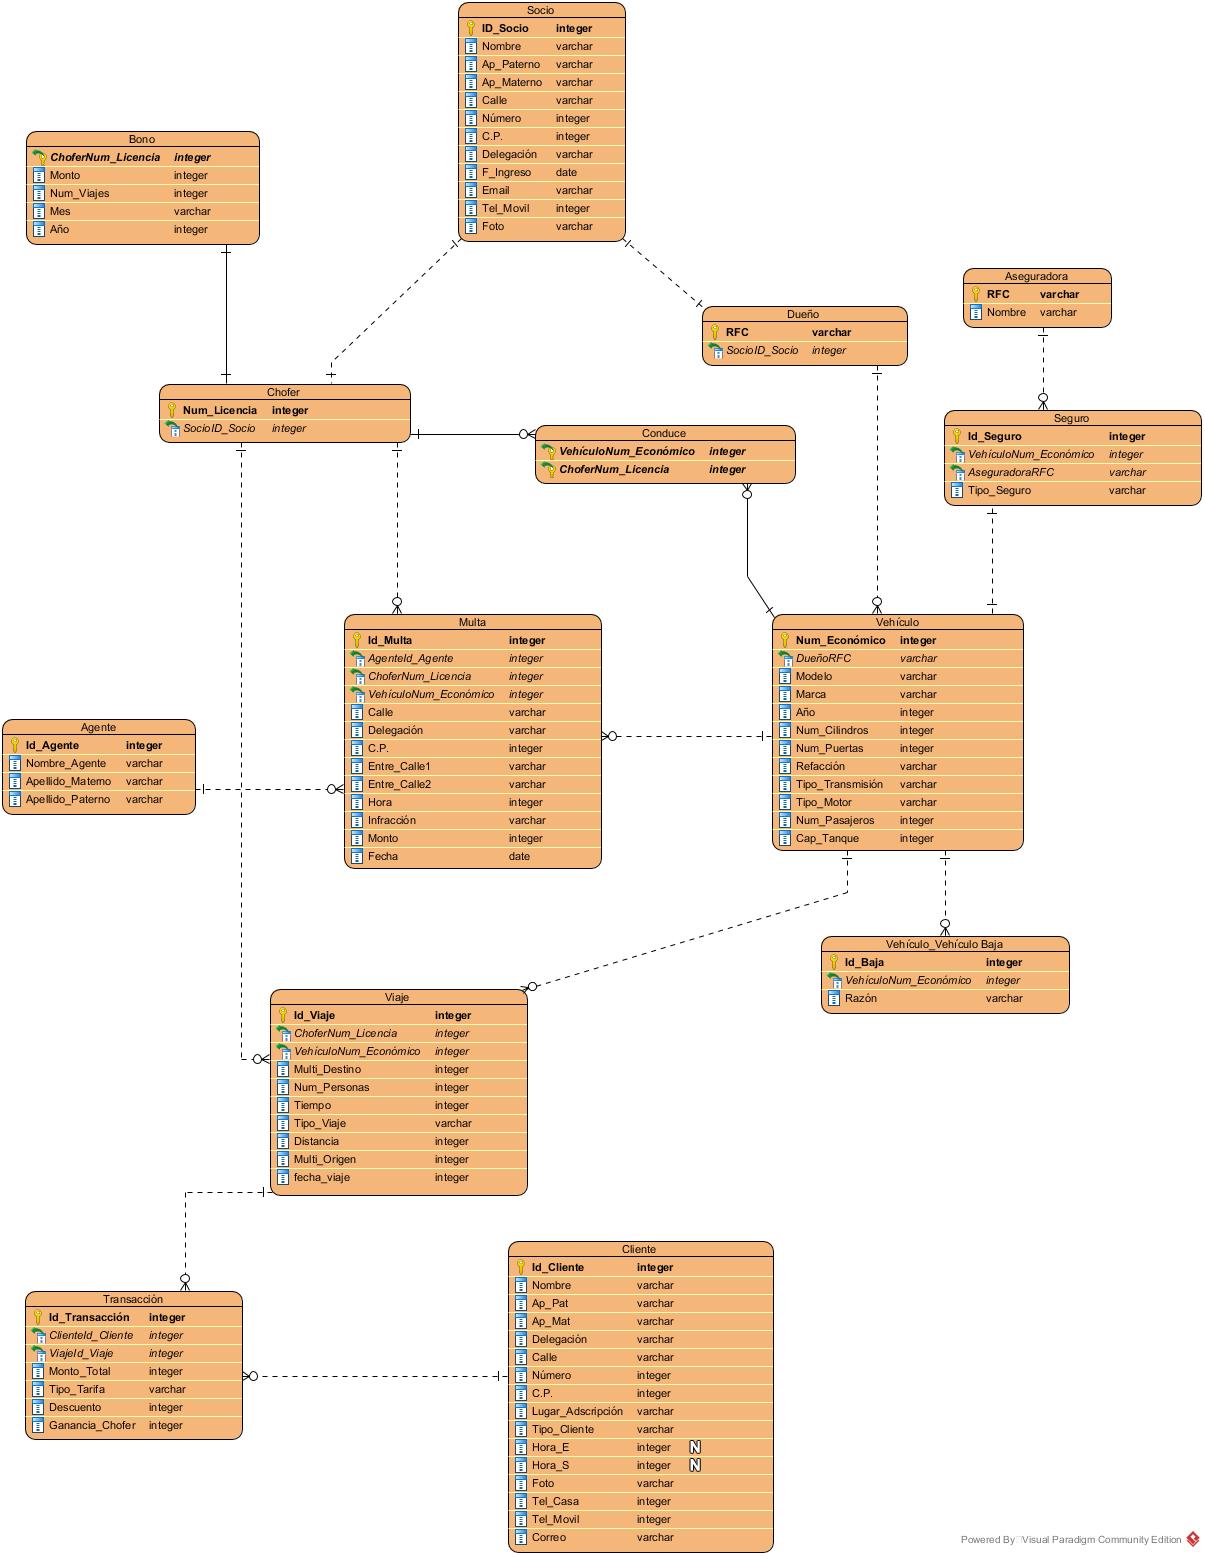 Socio
ID_Socio integer
Nombre varchar
Ap_Paterno varchar
Ap_Materno varchar
Calle varchar
Número integer
C.P. integer
Delegación varchar
F_Ingreso date
Email varchar
Tel_Movil integer
Foto varchar
Bono
ChoferNum_Licencia integer
Monto integer
Num_Viajes integer
Mes varchar
Año integer
Aseguradora
RFC varchar
Nombre varchar
Dueño
RFC varchar
SocioID_Socio integer
Chofer
Num_Licencia integer
SocioID_Socio integer
Conduce
VehículoNum_Económico integer
ChoferNum_Licencia integer
Seguro
Id_Seguro integer
VehículoNum_Económico integer
AseguradoraRFC varchar
Tipo_Seguro varchar
Multa
Id_Multa integer
AgenteId_Agente integer
ChoferNum_Licencia integer
VehículoNum_Económico integer
Calle varchar
Delegación varchar
C.P. integer
Entre_Calle1 varchar
Entre_Calle2 varchar
Hora integer
Infracción varchar
Monto integer
Fecha date
Vehículo
Num_Económico integer
DueñoRFC varchar
Modelo varchar
Marca varchar
Año integer
Num_Cilindros integer
Num_Puertas integer
Refacción varchar
Tipo_Transmisión varchar
Tipo_Motor varchar
Num_Pasajeros integer
Cap_Tanque integer
Agente
Id_Agente integer
Nombre_Agente varchar
Apellido_Materno varchar
Apellido_Paterno varchar
Vehículo_Vehículo Baja
Id_Baja integer
VehículoNum_Económico integer
Razón varchar
Viaje
Id_Viaje integer
ChoferNum_Licencia integer
VehículoNum_Económico integer
Multi_Destino integer
Num_Personas integer
Tiempo integer
Tipo_Viaje varchar
Distancia integer
Multi_Origen integer
fecha_viaje integer
Transacción
Id_Transacción integer
ClienteId_Cliente integer
ViajeId_Viaje integer
Monto_Total integer
Tipo_Tarifa varchar
Descuento integer
Ganancia_Chofer integer
Cliente
Id_Cliente integer
Nombre varchar
Ap_Pat varchar
Ap_Mat varchar
Delegación varchar
Calle varchar
Número integer
C.P. integer
Lugar_Adscripción varchar
Tipo_Cliente varchar
Hora_E integer N
Hora_S integer N
Foto varchar
Tel_Casa integer
Tel_Movil integer
Correo varchar
Powered By Visual Paradigm Community Edition